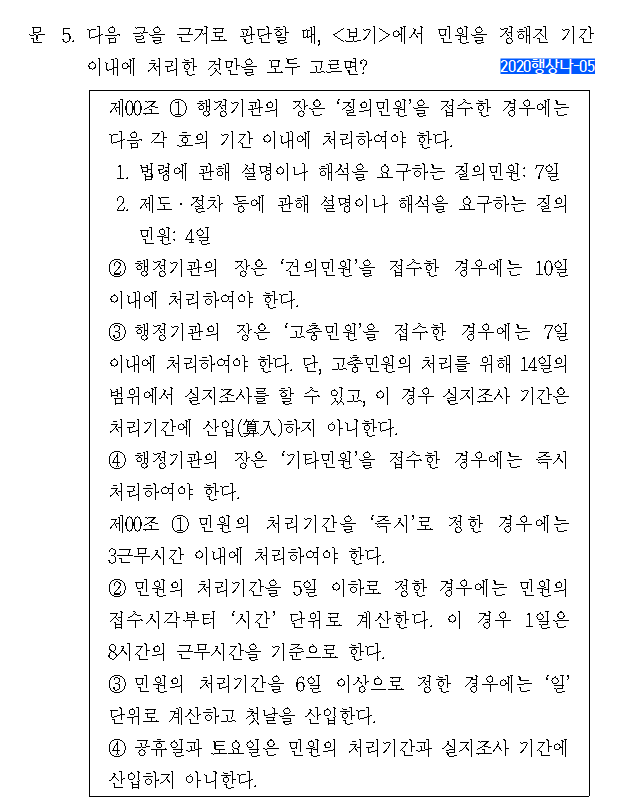 문 5. 다음 글을 근거로 판단할 때, <보기>에서 민원을 정해진 기간
이내에 처리한 것만을 모두 고르면?
2020행상나-05
제00조 ① 행정기관의 장은 ‘질의민원’을 접수한 경우에는
다음 각 호의 기간 이내에 처리하여야 한다.
1. 법령에 관해 설명이나 해석을 요구하는 질의민원: 7일
2. 제도·절차 등에 관해 설명이나 해석을 요구하는 질의
민원: 4일
② 행정기관의 장은 ‘건의민원’을 접수한 경우에는 10일
이내에 처리하여야 한다.
③ 행정기관의 장은 ‘고충민원’을 접수한 경우에는 7일
이내에 처리하여야 한다. 단, 고충민원의 처리를 위해 14일의
범위에서 실지조사를 할 수 있고, 이 경우 실지조사 기간은
처리기간에 산입(算入)하지 아니한다.
④ 행정기관의 장은 ‘기타민원’을 접수한 경우에는 즉시
처리하여야 한다.
제00조 ① 민원의 처리기간을 ‘즉시’로 정한 경우에는
3근무시간 이내에 처리하여야 한다.
② 민원의 처리기간을 5일 이하로 정한 경우에는 민원의
접수시각부터 ‘시간’ 단위로 계산한다. 이 경우 1일은
8시간의 근무시간을 기준으로 한다.
③ 민원의 처리기간을 6일 이상으로 정한 경우에는 ‘일’
단위로 계산하고 첫날을 산입한다.
④ 공휴일과 토요일은 민원의 처리기간과 실지조사 기간에
산입하지 아니한다.